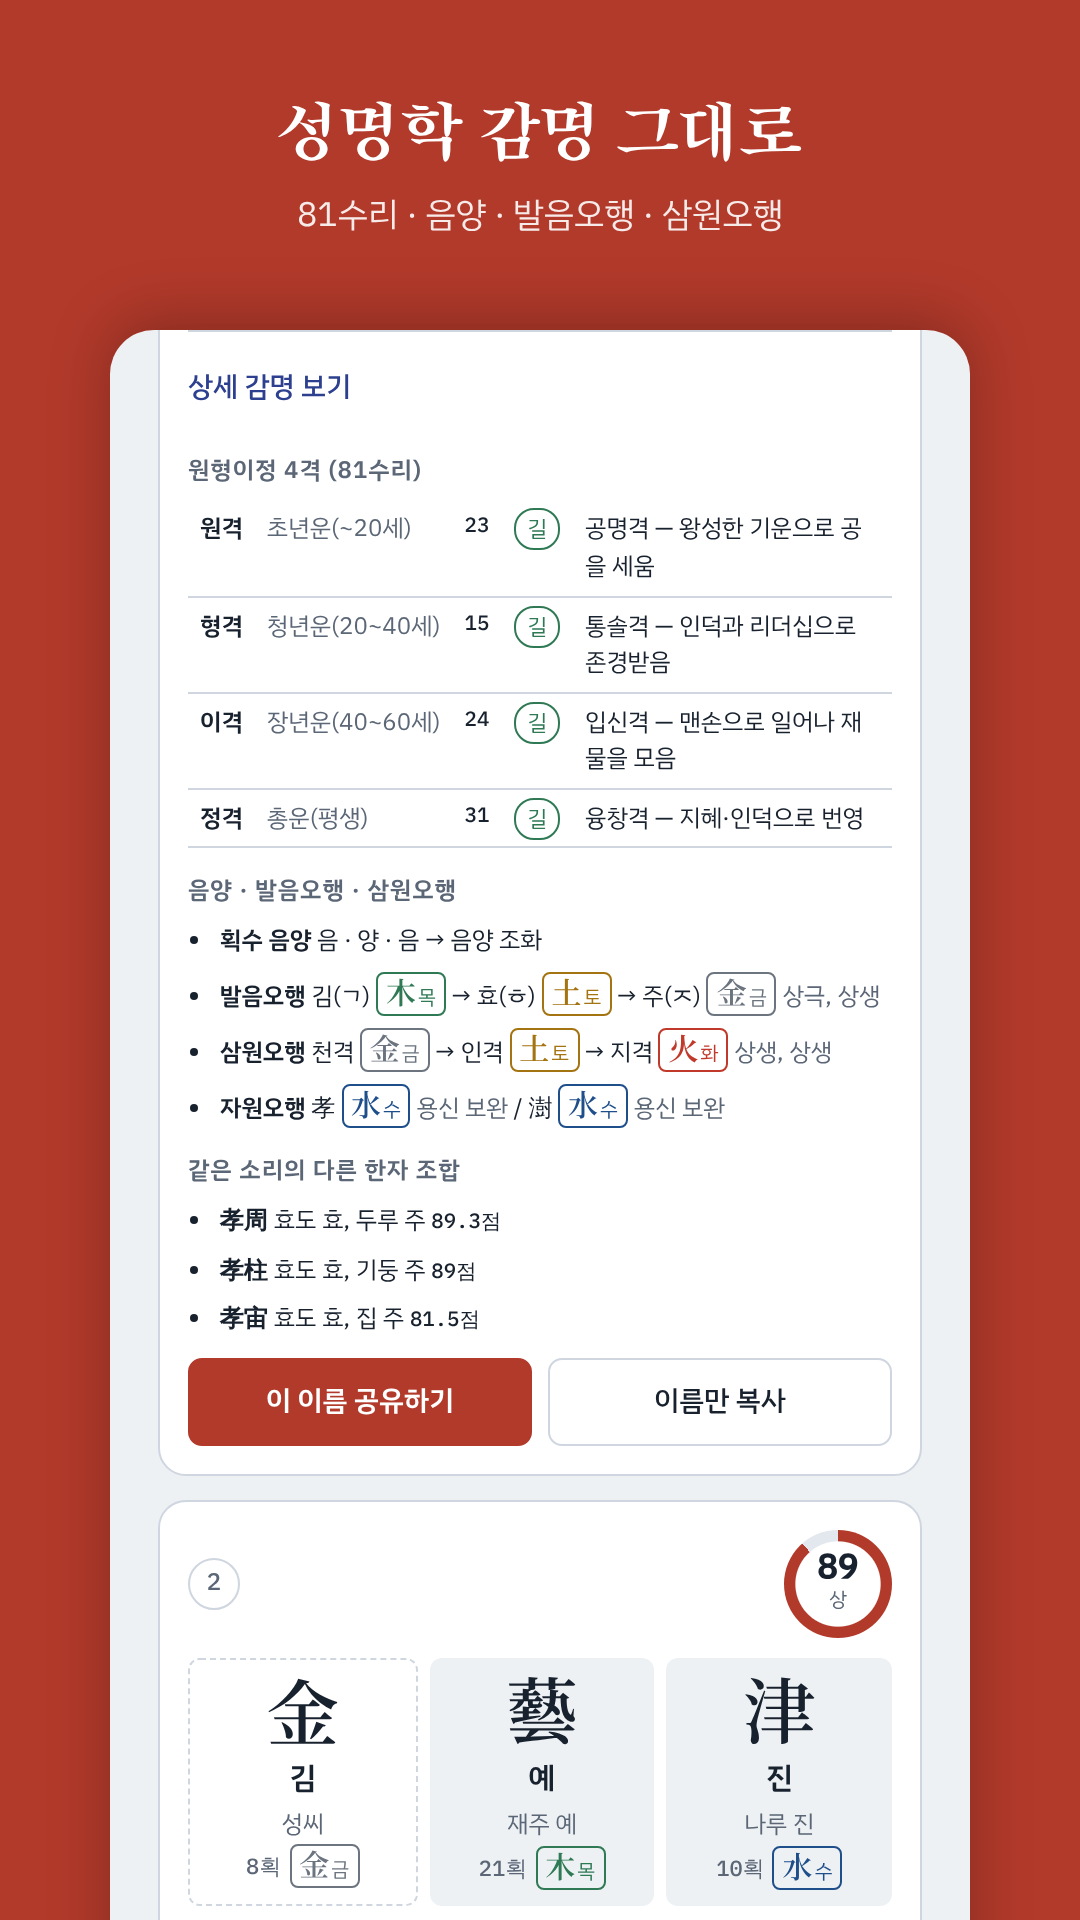 성명학 감명 그대로
81수리 · 음양 · 발음오행 · 삼원오행
상세 감명 보기
원형이정 4격 (81수리)
원격 초년운(~20세) 23 길 공명격 — 왕성한 기운으로 공
을 세움
형격 청년운(20~40세) 15 길 통솔격 — 인덕과 리더십으로
존경받음
이격 장년운(40~60세) 24 길 입신격 — 맨손으로 일어나 재
물을 모음
정격 총운(평생) 31 길 융창격 — 지혜·인덕으로 번영
음양 · 발음오행 · 삼원오행
• 획수 음양 음 · 양 · 음 → 음양 조화
• 발음오행 김(ㄱ) 木목 → 효(ㅎ) 土토 → 주(ㅈ) 金금 상극, 상생
• 삼원오행 천격 金금 → 인격 土토 → 지격 火화 상생, 상생
• 자원오행 孝 水수 용신 보완 / 澍 水수 용신 보완
같은 소리의 다른 한자 조합
• 孝周 효도 효, 두루 주 89.3점
• 孝柱 효도 효, 기둥 주 89점
• 孝宙 효도 효, 집 주 81.5점
이 이름 공유하기 이름만 복사
2 89
상
金 藝 津
김 예 진
성씨 재주 예 나루 진
8획 金금 21획 木목 10획 水수